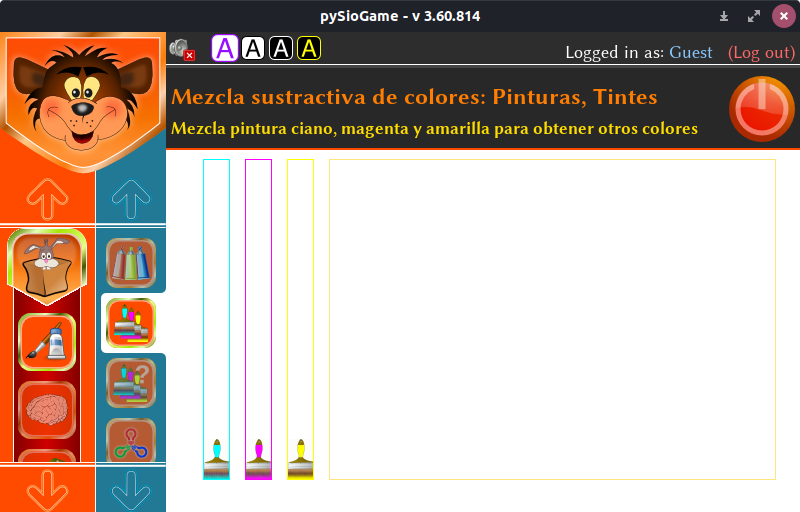 pySioGame - v 3.60.814
A A A A
Logged in as: Guest (Log out)
Mezcla sustractiva de colores: Pinturas, Tintes
Mezcla pintura ciano, magenta y amarilla para obtener otros colores
?